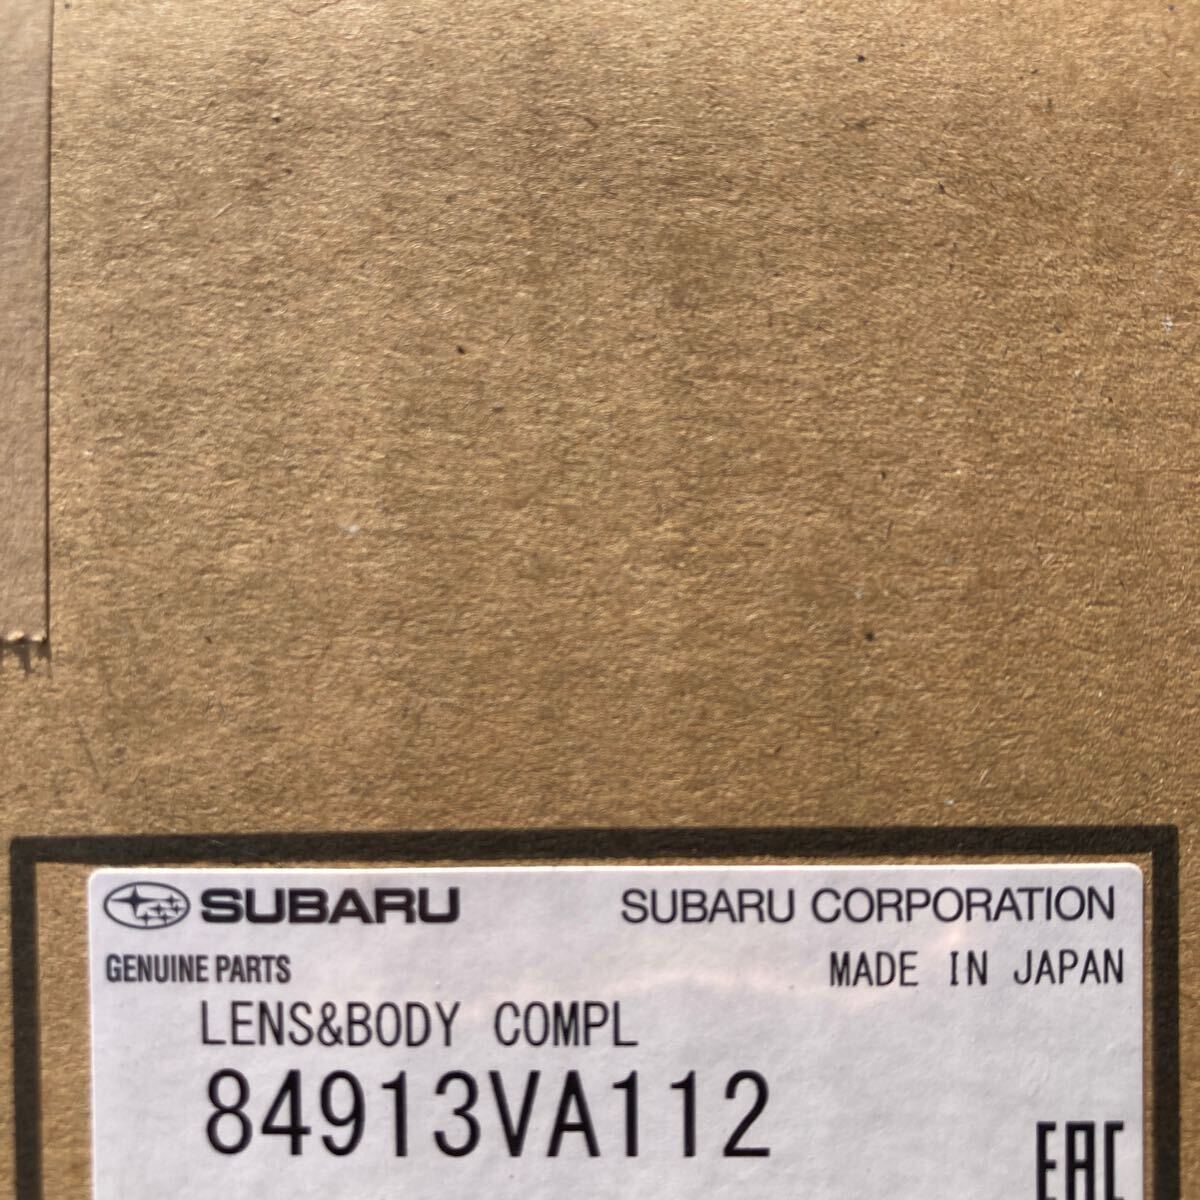 SUBARU
SUBARU CORPORATION
GENUINE PARTS
MADE IN JAPAN
LENS&BODY COMPL
84913VA112
EAC